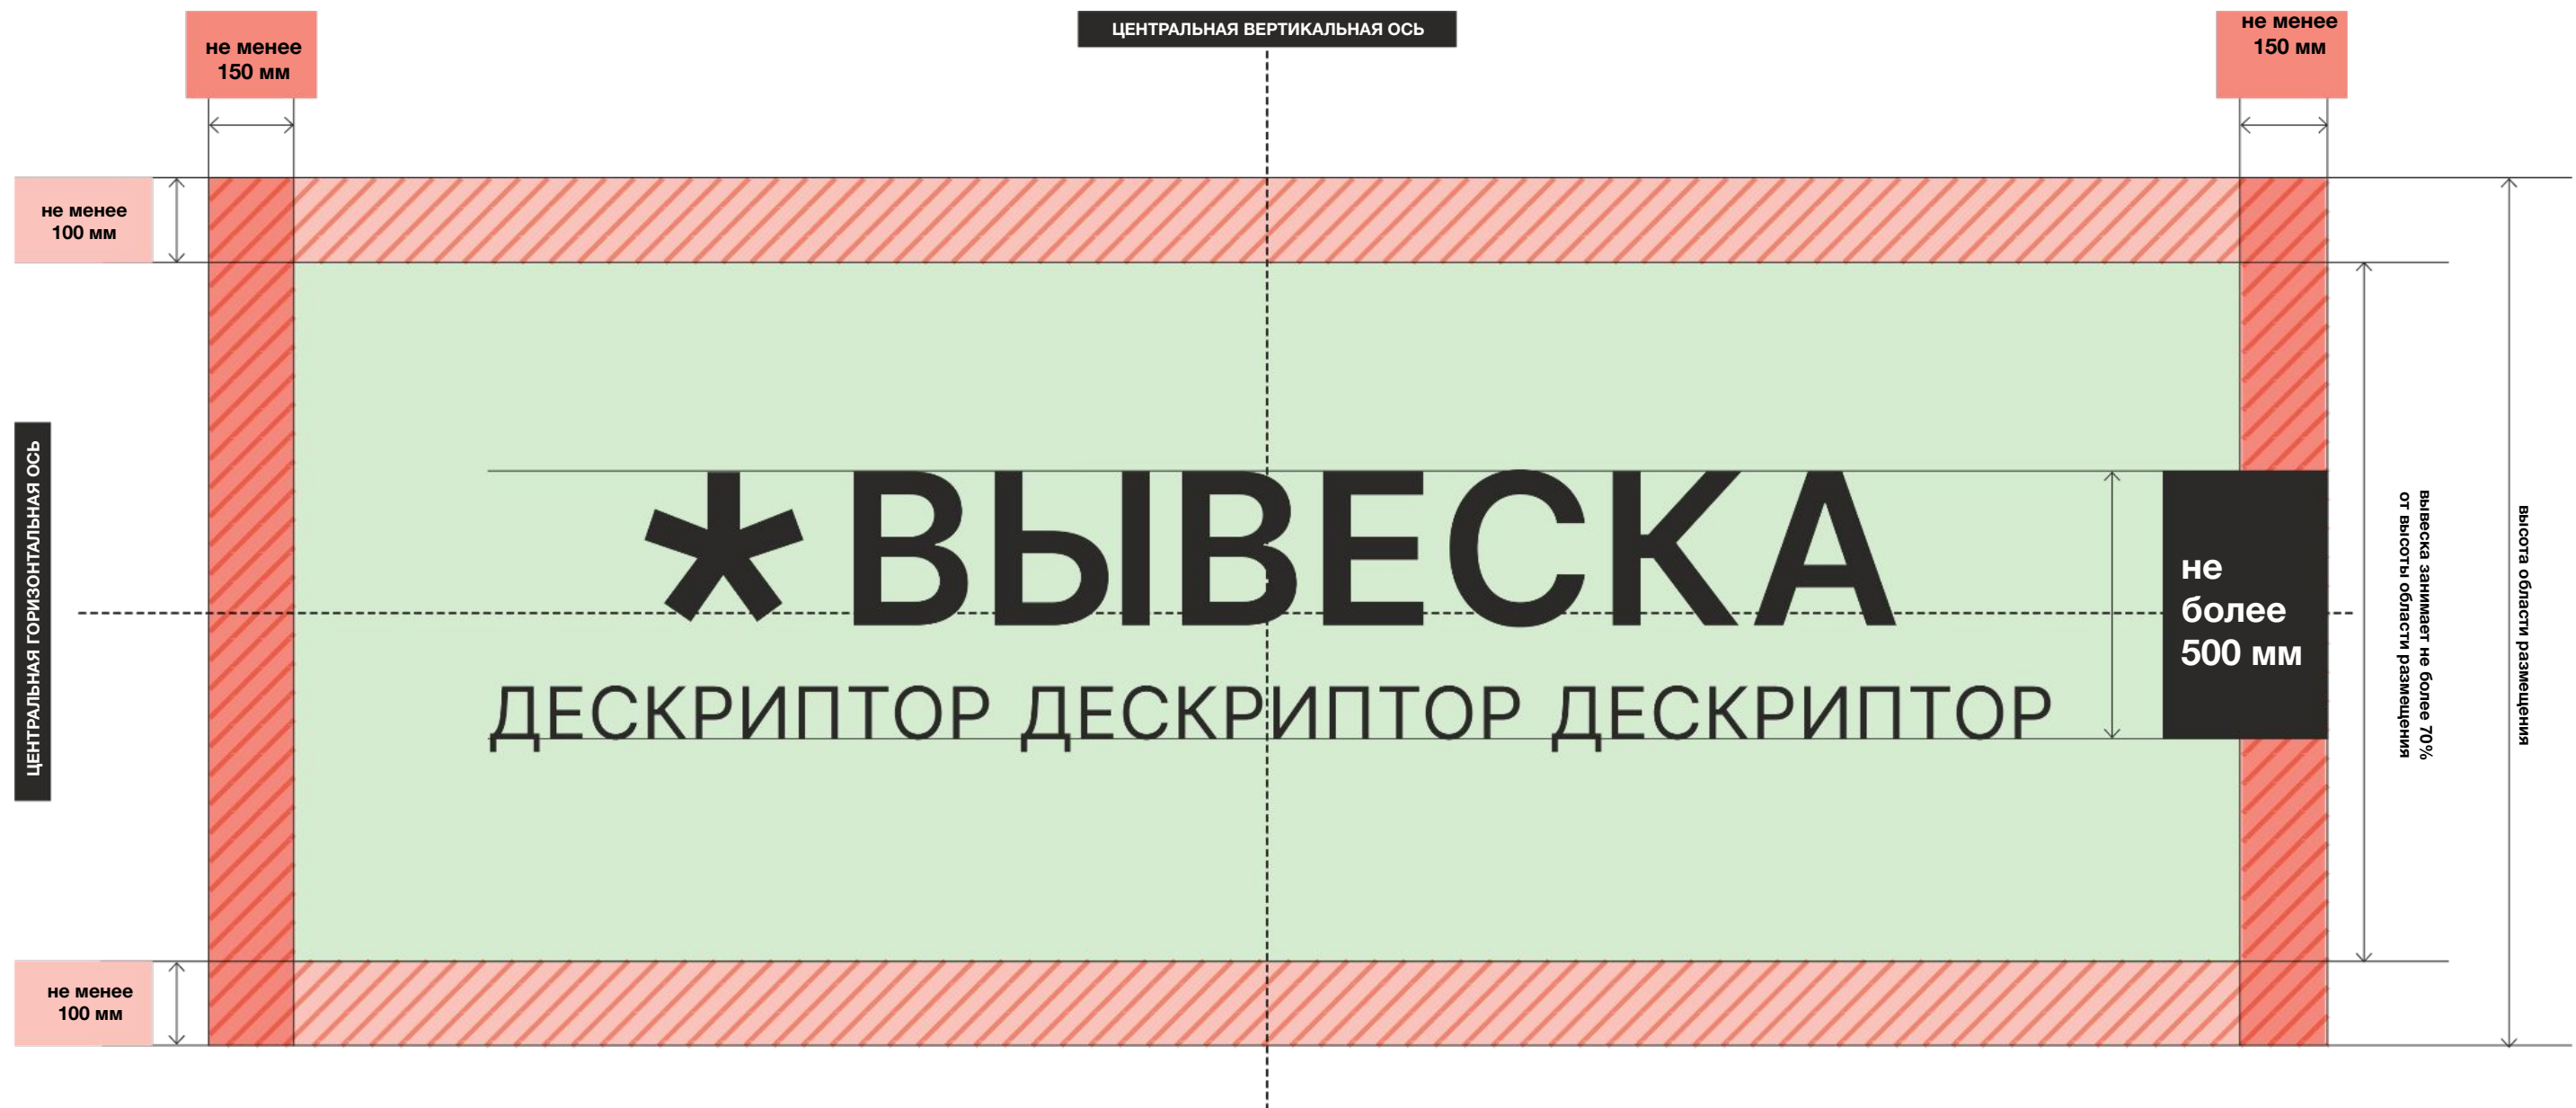 не менее
150 мм
ЦЕНТРАЛЬНАЯ ВЕРТИКАЛЬНАЯ ОСЬ
не менее
150 мм
не менее
100 мм
ЦЕНТРАЛЬНАЯ ГОРИЗОНТАЛЬНАЯ ОСЬ
*ВЫВЕСКА
ДЕСКРИПТОР ДЕСКРИПТОР ДЕСКРИПТОР
не
более
500 мм
вывеска занимает не более 70%
от высоты области размещения
высота области размещения
не менее
100 мм